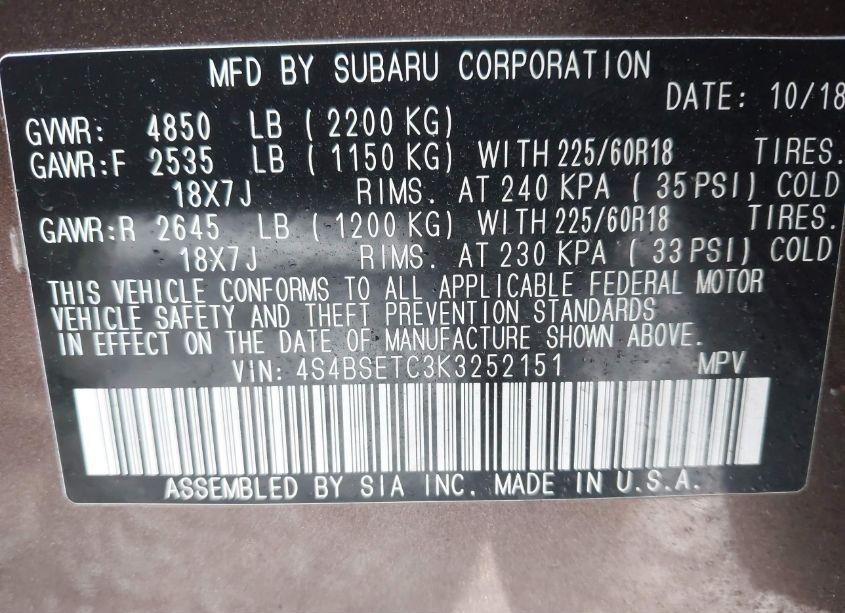 MFD BY SUBARU CORPORATION
DATE: 10/18
GVWR: 4850 LB ( 2200 KG)
GAWR:F 2535 LB ( 1150 KG) WITH 225/60R18 TIRES.
18X7J RIMS. AT 240 KPA ( 35 PSI) COLD
GAWR:R 2645 LB ( 1200 KG) WITH 225/60R18 TIRES.
18X7J RIMS. AT 230 KPA ( 33 PSI) COLD
THIS VEHICLE CONFORMS TO ALL APPLICABLE FEDERAL MOTOR
VEHICLE SAFETY AND THEFT PREVENTION STANDARDS
IN EFFECT ON THE DATE OF MANUFACTURE SHOWN ABOVE.
VIN: 4S4BSETC3K3252151 MPV
ASSEMBLED BY SIA INC. MADE IN U.S.A.